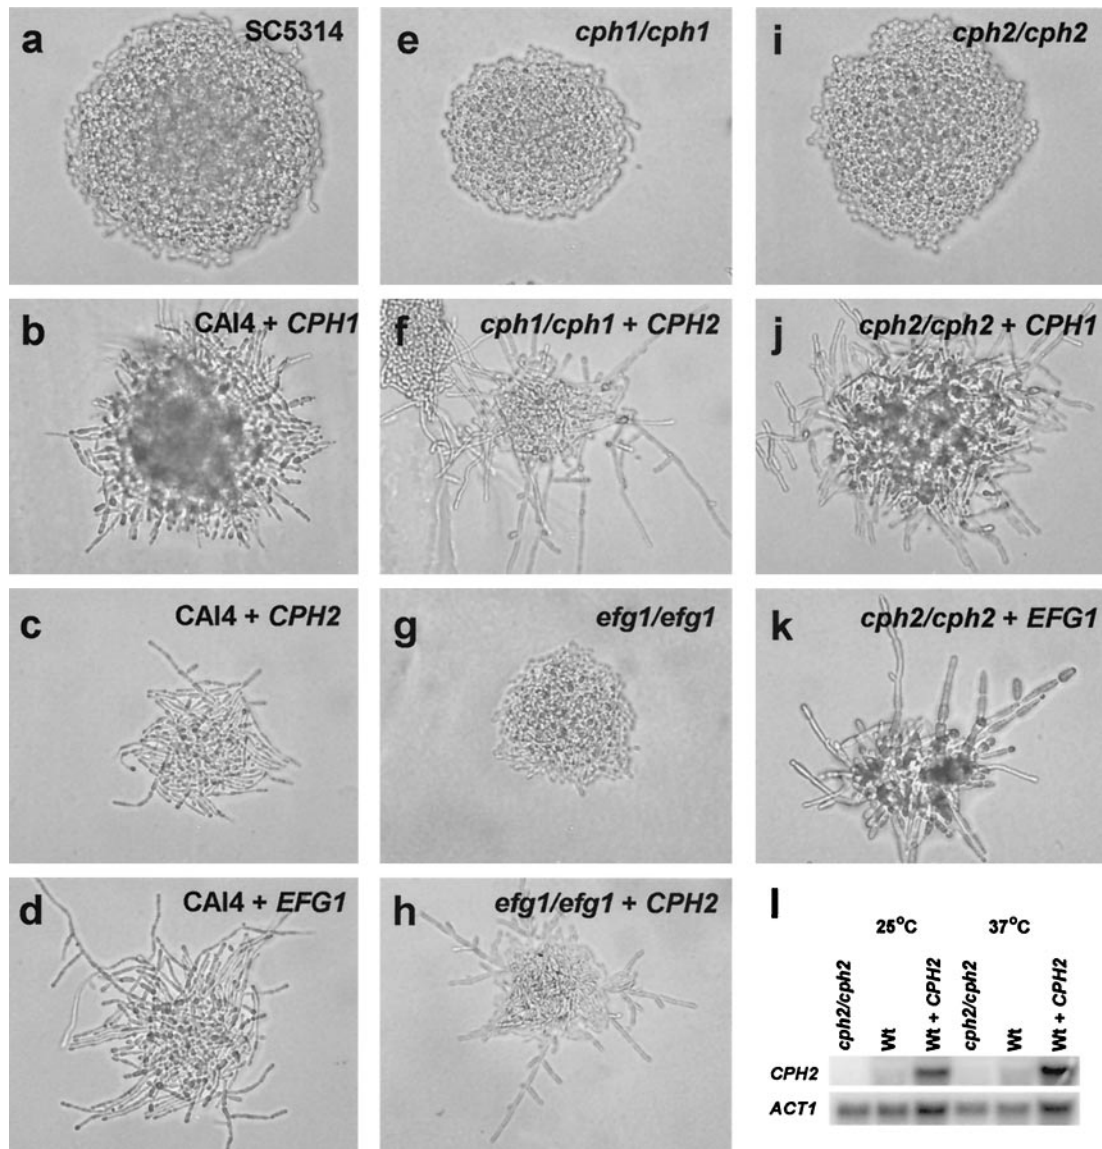 a SC5314
e cph1/cph1
i cph2/cph2
b CAI4 + CPH1
f cph1/cph1 + CPH2
j cph2/cph2 + CPH1
c CAI4 + CPH2
g efg1/efg1
k cph2/cph2 + EFG1
d CAI4 + EFG1
h efg1/efg1 + CPH2
l
25°C 37°C
cph2/cph2 Wt Wt + CPH2 cph2/cph2 Wt Wt + CPH2
CPH2
ACT1